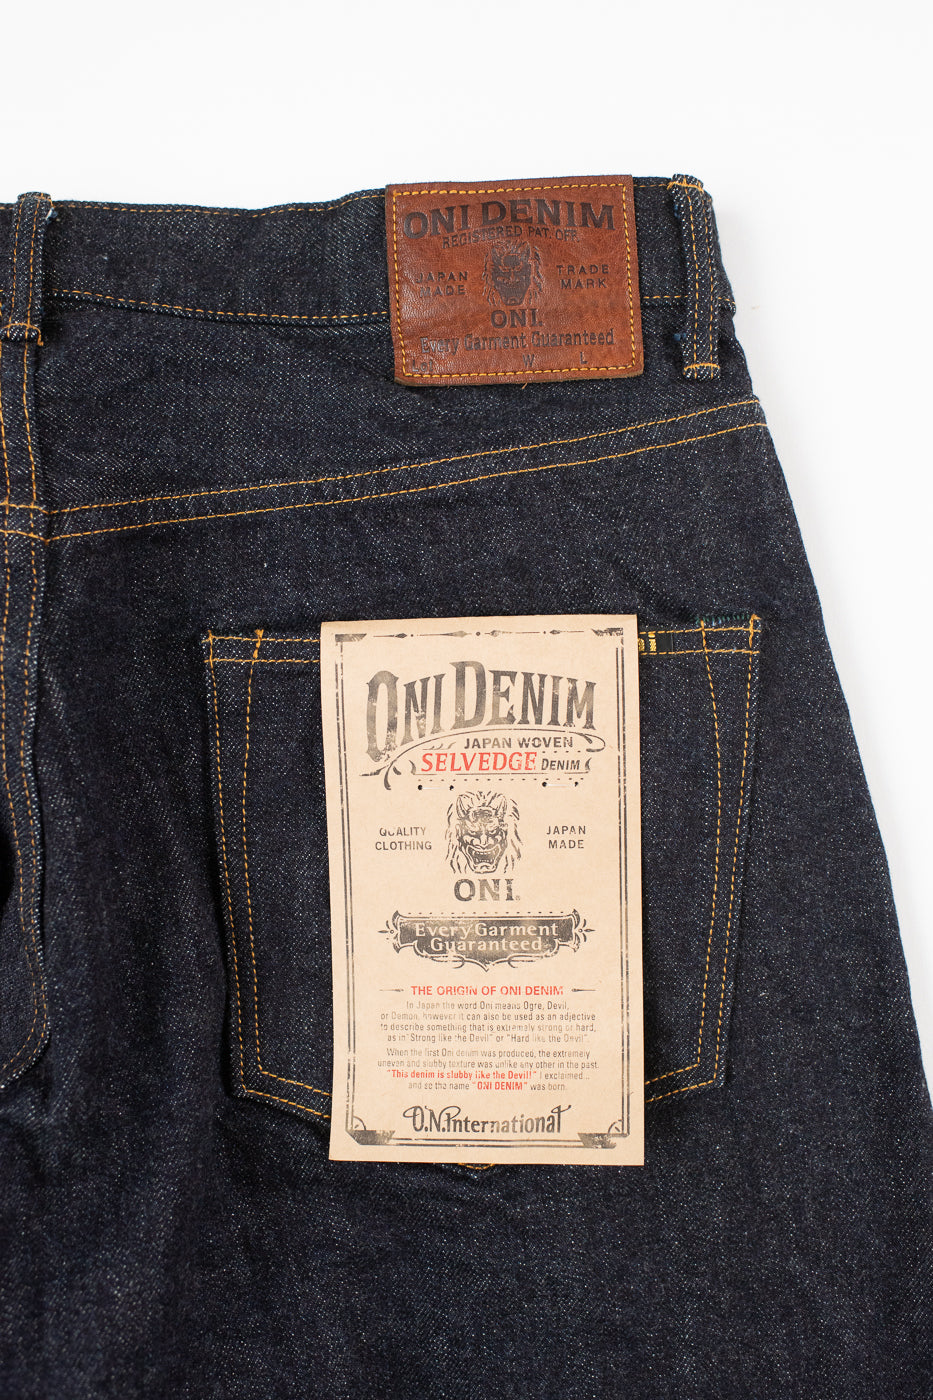 ONI DENIM
REGISTERED PAT. OFF.
JAPAN MADE
TRADE MARK
ONI.
Every Garment Guaranteed
Lot W L
ni
ONI DENIM
JAPAN WOVEN
SELVEDGE DENIM
QUALITY CLOTHING
JAPAN MADE
ONI.
Every Garment
Guaranteed.
THE ORIGIN OF ONI DENIM
In Japan the word Oni means Ogre, Devil,
or Demon, however it can also be used as an adjective
to describe something that is extremely strong or hard,
as in "Strong like the Devil" or "Hard like the Devil".
When the first Oni denim was produced, the extremely
uneven and slubby texture was unlike any other in the past.
"This denim is slubby like the Devil!" I exclaimed...
and so the name "ONI DENIM" was born.
O.N.International